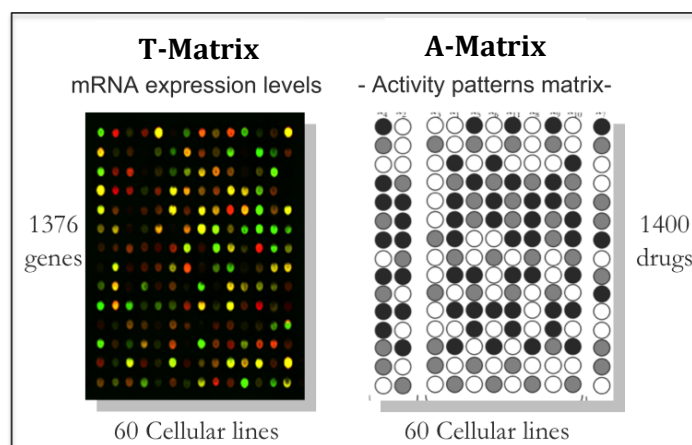 T-Matrix
mRNA expression levels
1376
genes
60 Cellular lines
A-Matrix
- Activity patterns matrix-
1400
drugs
60 Cellular lines